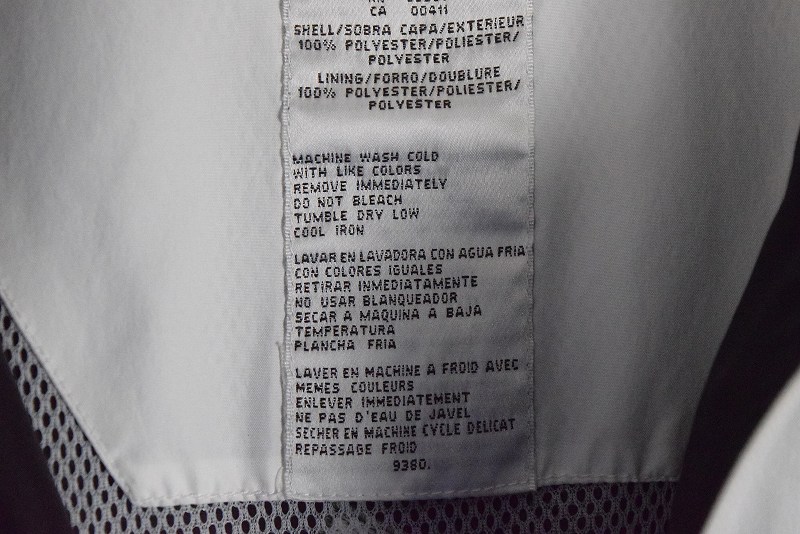 CA 00411
SHELL/SOBRA CAPA/EXTERIEUR
100% POLYESTER/POLIESTER/
POLYESTER
LINING/FORRO/DOUBLURE
100% POLYESTER/POLIESTER/
POLYESTER
MACHINE WASH COLD
WITH LIKE COLORS
REMOVE IMMEDIATELY
DO NOT BLEACH
TUMBLE DRY LOW
COOL IRON
LAVAR EN LAVADORA CON AGUA FRIA
CON COLORES IGUALES
RETIRAR INMEDIATAMENTE
NO USAR BLANQUEADOR
SECAR A MAQUINA A BAJA
TEMPERATURA
PLANCHA FRIA
LAVER EN MACHINE A FROID AVEC
MEMES COULEURS
ENLEVER IMMEDIATEMENT
NE PAS D'EAU DE JAVEL
SECHER EN MACHINE CYCLE DELICAT
REPASSAGE FROID
9380.